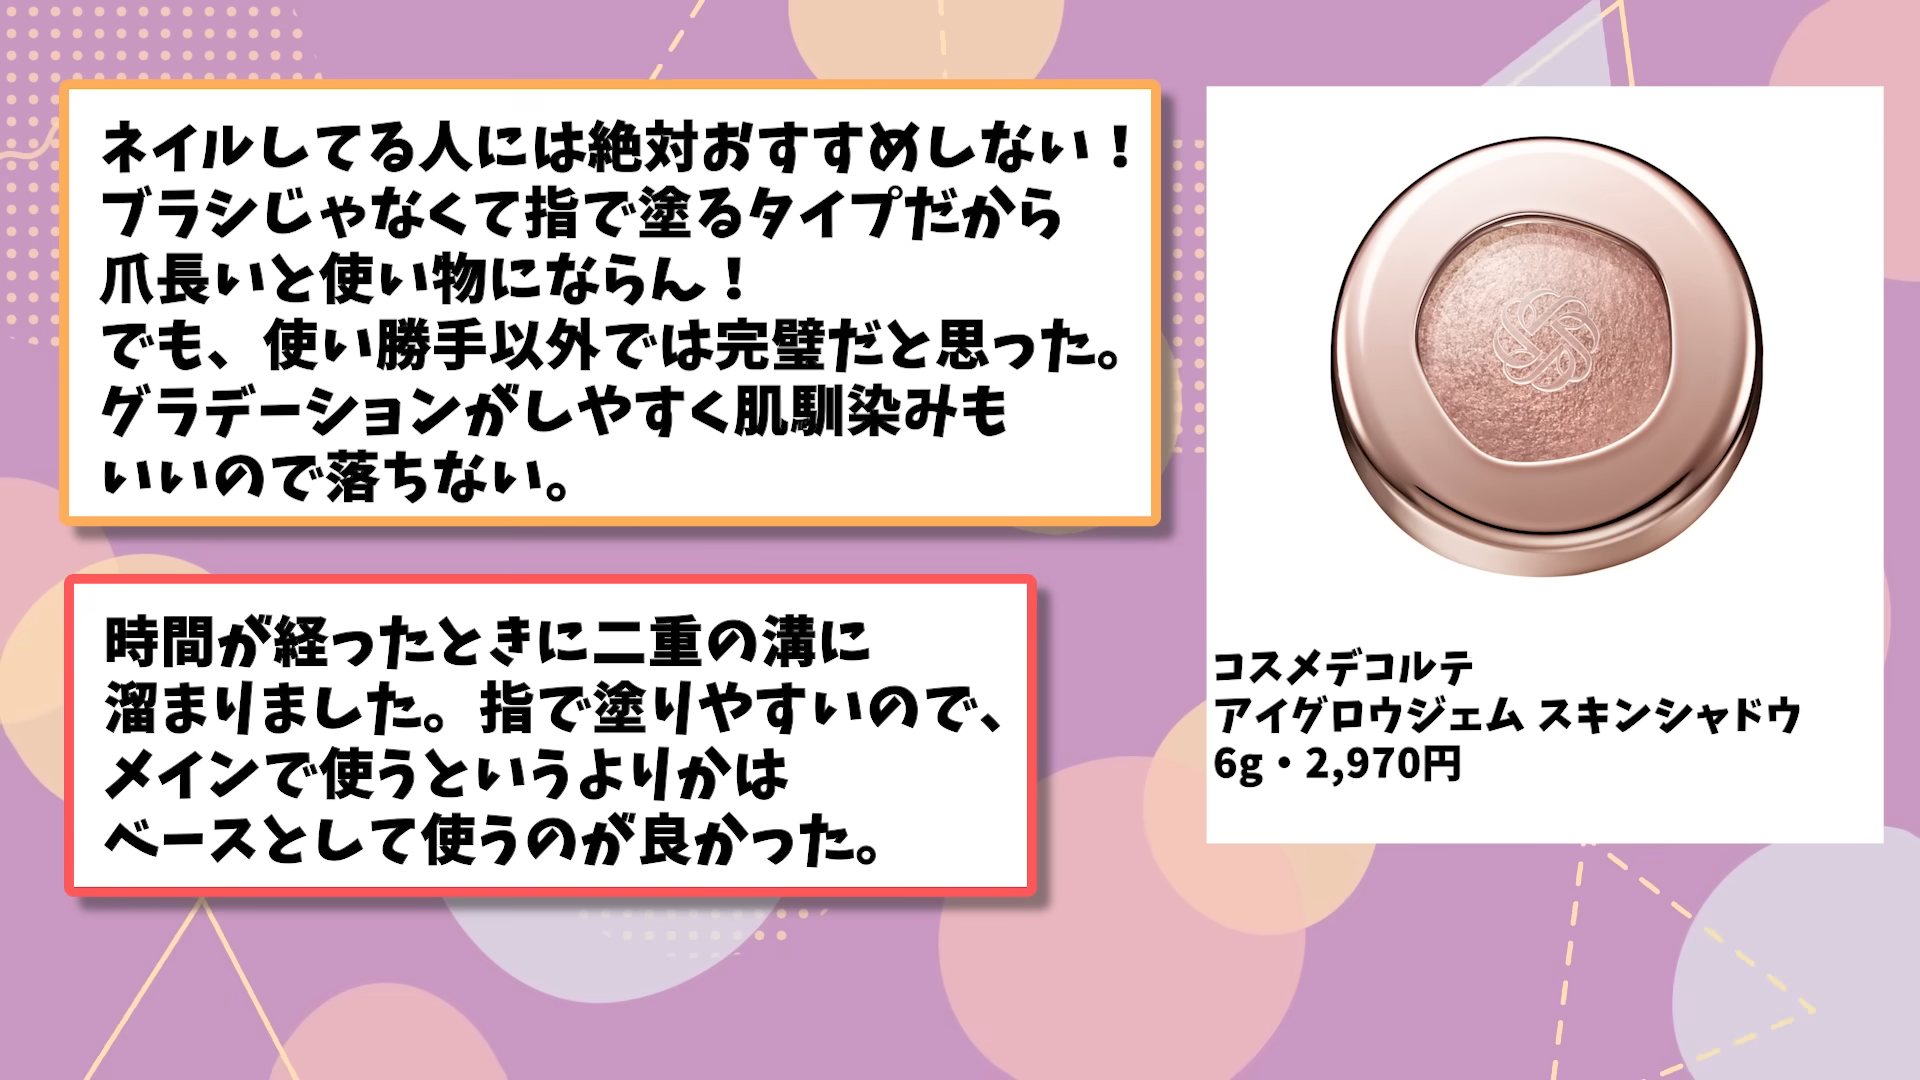 ネイルしてる人には絶対おすすめしない！
ブラシじゃなくて指で塗るタイプだから
爪長いと使い物にならん！
でも、使い勝手以外では完璧だと思った。
グラデーションがしやすく肌馴染みも
いいので落ちない。
時間が経ったときに二重の溝に
溜まりました。指で塗りやすいので、
メインで使うというよりかは
ベースとして使うのが良かった。
コスメデコルテ
アイグロウジェム スキンシャドウ
6g・2,970円